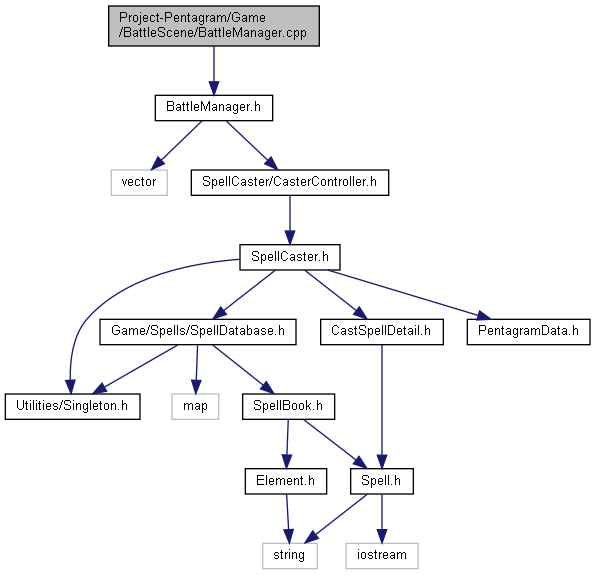 Project-Pentagram/Game
/BattleScene/BattleManager.cpp
BattleManager.h
vector
SpellCaster/CasterController.h
SpellCaster.h
Game/Spells/SpellDatabase.h
CastSpellDetail.h
PentagramData.h
Utilities/Singleton.h
map
SpellBook.h
Element.h
Spell.h
string
iostream